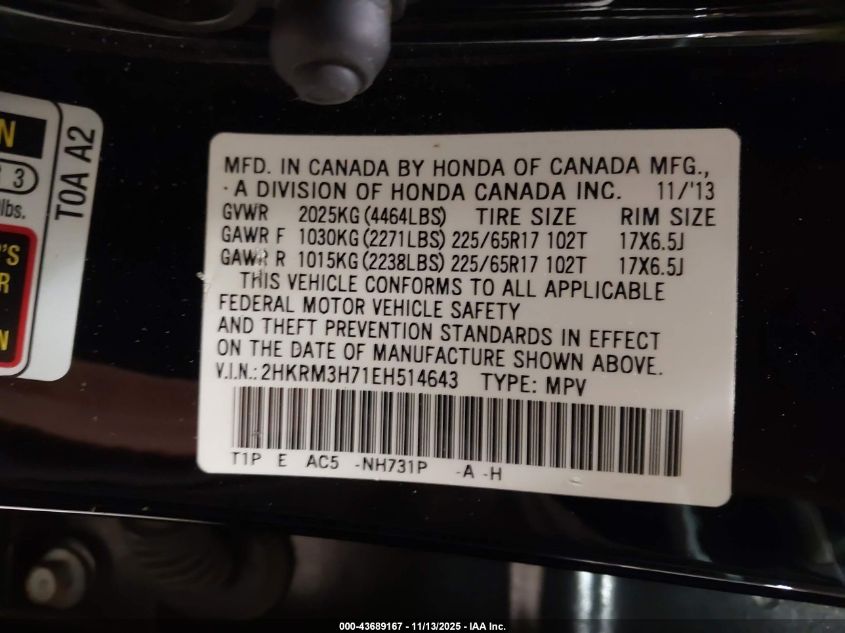 N
3
lbs.
'S
R
N
T0A A2
MFD. IN CANADA BY HONDA OF CANADA MFG.,
A DIVISION OF HONDA CANADA INC. 11/'13
GVWR 2025KG (4464LBS) TIRE SIZE RIM SIZE
GAWR F 1030KG (2271LBS) 225/65R17 102T 17X6.5J
GAWR R 1015KG (2238LBS) 225/65R17 102T 17X6.5J
THIS VEHICLE CONFORMS TO ALL APPLICABLE
FEDERAL MOTOR VEHICLE SAFETY
AND THEFT PREVENTION STANDARDS IN EFFECT
ON THE DATE OF MANUFACTURE SHOWN ABOVE.
V.I.N.: 2HKRM3H71EH514643 TYPE: MPV
T1P E AC5 -NH731P -A -H
000-43689167 - 11/13/2025 - IAA Inc.